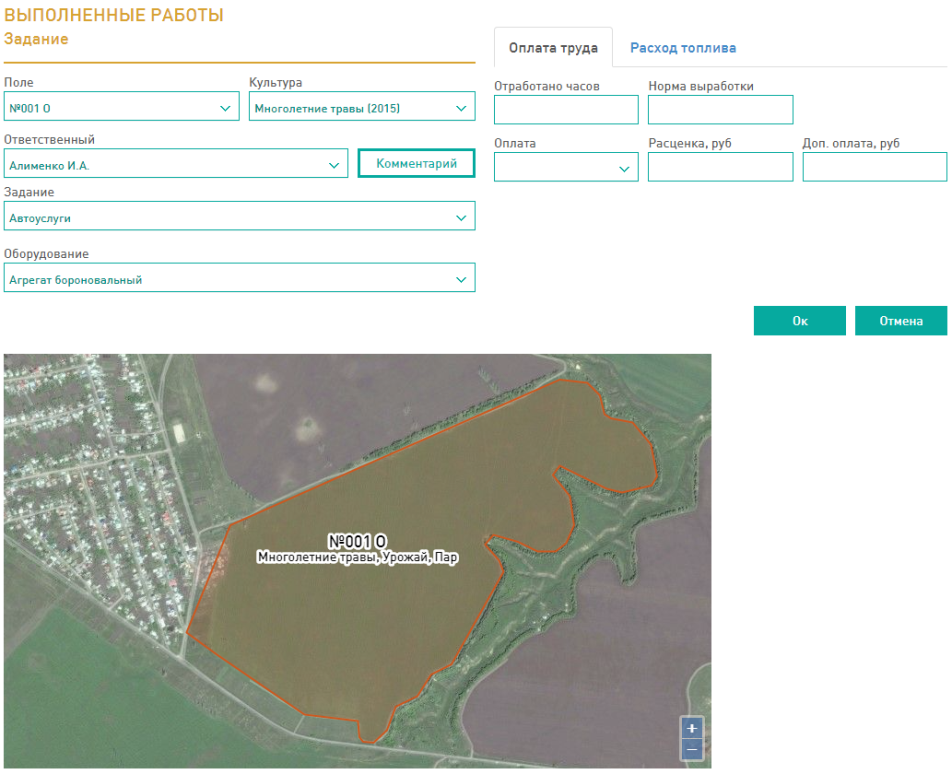 ВЫПОЛНЕННЫЕ РАБОТЫ
Задание
Поле
Культура
№001 О
Многолетние травы (2015)
Ответственный
Алименко И.А.
Комментарий
Задание
Автоуслуги
Оборудование
Агрегат бороновальный
Оплата труда
Расход топлива
Отработано часов
Норма выработки
Оплата
Расценка, руб
Доп. оплата, руб
Ок
Отмена
№001 О
Многолетние травы, Урожай, Пар
+
−